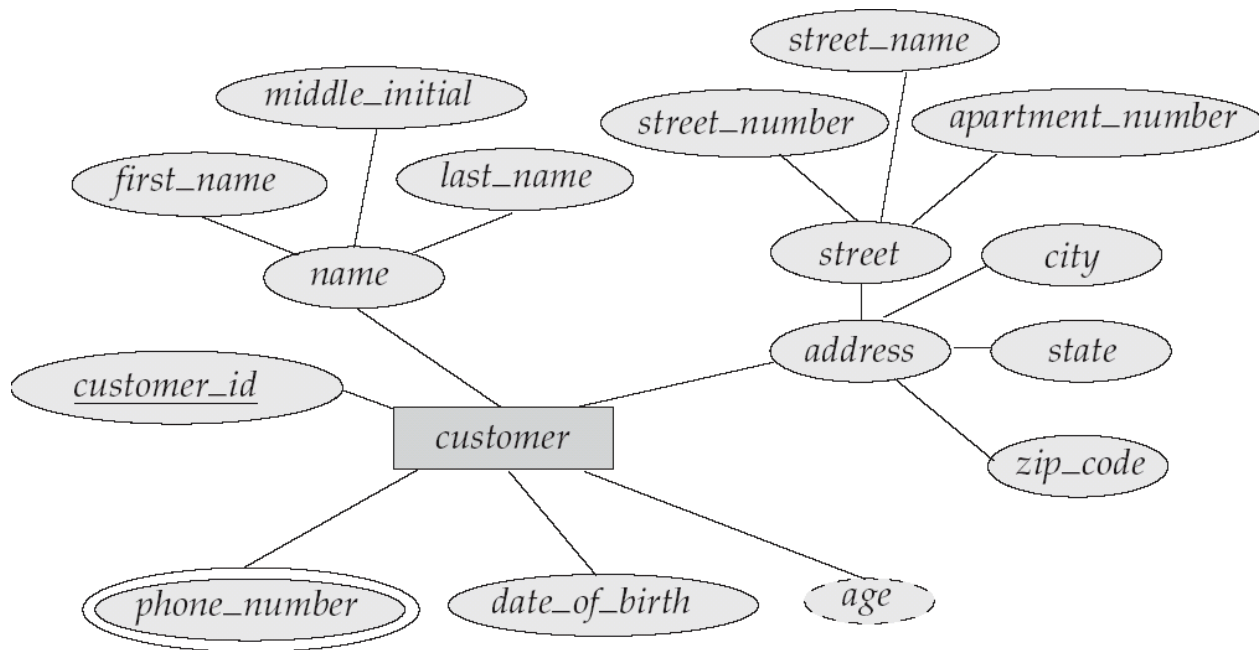 street_name
middle_initial
street_number
apartment_number
first_name
last_name
street
city
name
address
state
customer_id
customer
zip_code
phone_number
date_of_birth
age